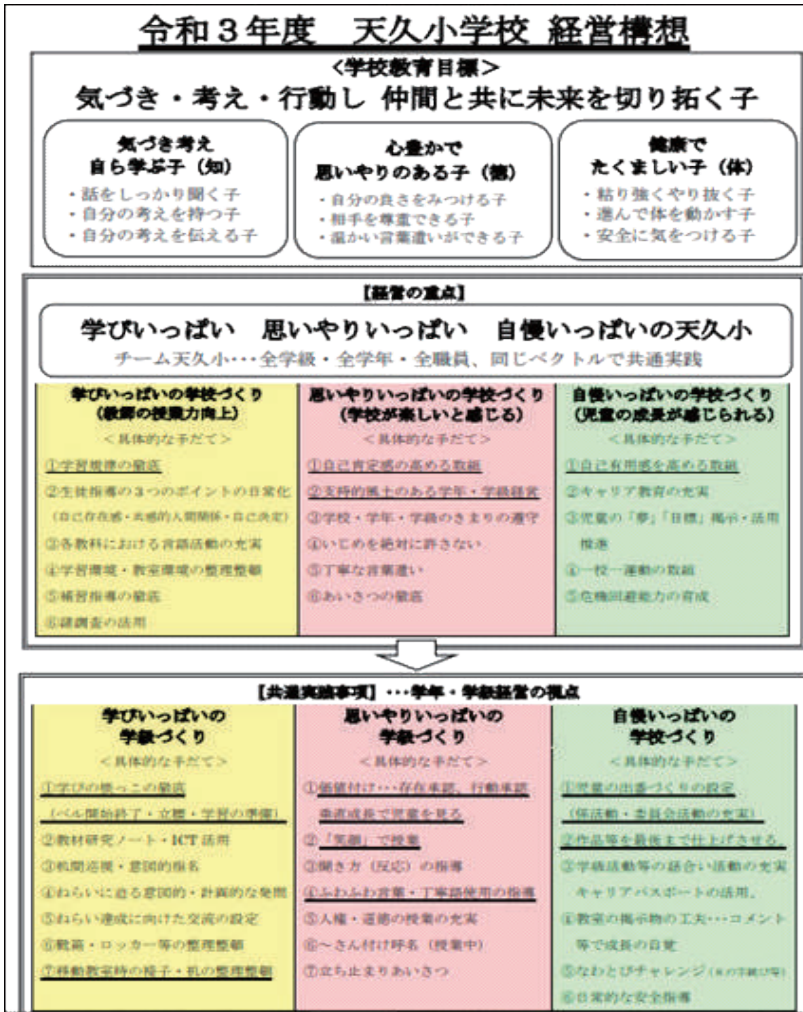 令和３年度　天久小学校 経営構想
＜学校教育目標＞
気づき・考え・行動し 仲間と共に未来を切り拓く子
気づき考え
自ら学ぶ子（知）
・話をしっかり聞く子
・自分の考えを持つ子
・自分の考えを伝える子
心豊かで
思いやりのある子（徳）
・自分の良さをみつける子
・相手を尊重できる子
・温かい言葉遣いができる子
健康で
たくましい子（体）
・粘り強くやり抜く子
・進んで体を動かす子
・安全に気をつける子
【経営の重点】
学びいっぱい　思いやりいっぱい　自慢いっぱいの天久小
チーム天久小･･･全学級・全学年・全職員、同じベクトルで共通実践
学びいっぱいの学校づくり
（教師の授業力向上）
＜具体的な手だて＞
①学習規律の徹底
②生徒指導の３つのポイントの日常化
（自己存在感・共感的人間関係・自己決定）
③各教科における言語活動の充実
④学習環境・教室環境の整理整頓
⑤補習指導の徹底
⑥諸調査の活用
思いやりいっぱいの学校づくり
（学校が楽しいと感じる）
＜具体的な手だて＞
①自己肯定感の高める取組
②支持的風土のある学年・学級経営
③学校・学年・学級のきまりの遵守
④いじめを絶対に許さない
⑤丁寧な言葉遣い
⑥あいさつの徹底
自慢いっぱいの学校づくり
（児童の成長が感じられる）
＜具体的な手だて＞
①自己有用感を高める取組
②キャリア教育の充実
③児童の「夢」「目標」掲示・活用
推進
④一校一運動の取組
⑤危機回避能力の育成
【共通実践事項】･･･学年・学級経営の視点
学びいっぱいの
学級づくり
＜具体的な手だて＞
①学びの根っこの徹底
（ベル開始終了・立腰・学習の準備）
②教材研究ノート・ICT 活用
③机間巡視・意図的指名
④ねらいに迫る意図的・計画的な発問
⑤ねらい達成に向けた交流の設定
⑥靴箱・ロッカー等の整理整頓
⑦移動教室時の椅子・机の整理整頓
思いやりいっぱいの
学級づくり
＜具体的な手だて＞
①価値付け･･･存在承認、行動承認
垂直成長で児童を見る
②「笑顔」で授業
③聞き方（反応）の指導
④ふわふわ言葉・丁寧語使用の指導
⑤人権・道徳の授業の充実
⑥～さん付け呼名（授業中）
⑦立ち止まりあいさつ
自慢いっぱいの
学校づくり
＜具体的な手だて＞
①児童の出番づくりの設定
（係活動・委員会活動の充実）
②作品等を最後まで仕上げさせる。
③学級活動等の話合い活動の充実
キャリアパスポートの活用。
④教室の掲示物の工夫･･･コメント
等で成長の自覚
⑤なわとびチャレンジ
⑥日常的な安全指導